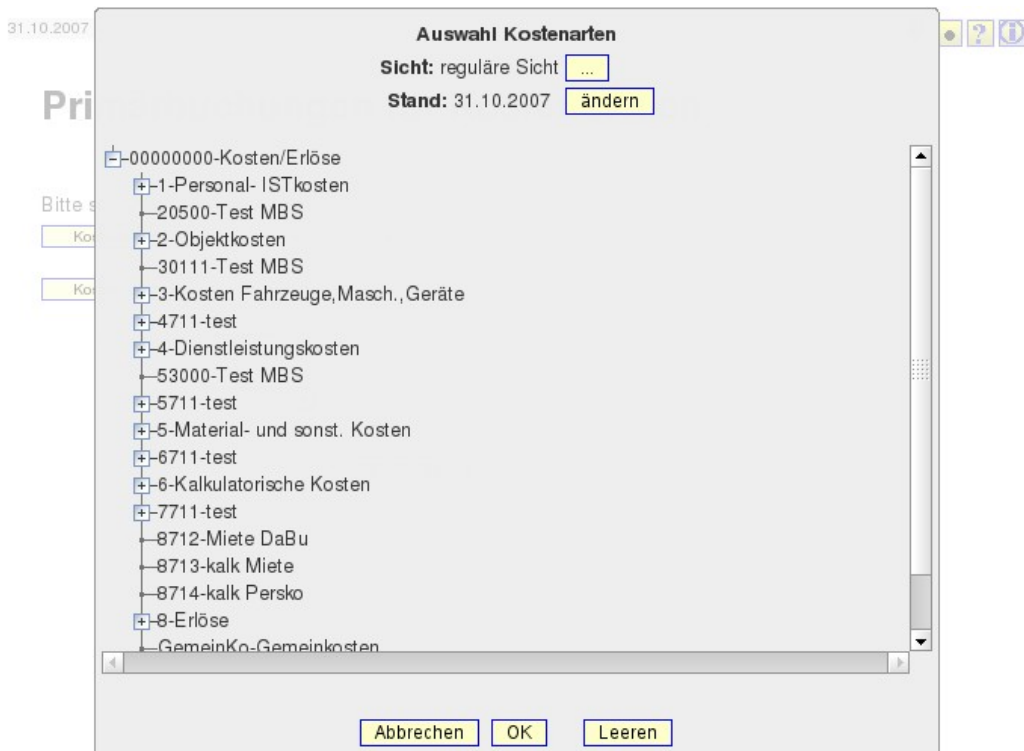 31.10.2007
Auswahl Kostenarten
Sicht: reguläre Sicht ...
Stand: 31.10.2007 ändern
Pri
Bitte s
00000000-Kosten/Erlöse
1-Personal- ISTkosten
20500-Test MBS
2-Objektkosten
30111-Test MBS
3-Kosten Fahrzeuge,Masch.,Geräte
4711-test
4-Dienstleistungskosten
53000-Test MBS
5711-test
5-Material- und sonst. Kosten
6711-test
6-Kalkulatorische Kosten
7711-test
8712-Miete DaBu
8713-kalk Miete
8714-kalk Persko
8-Erlöse
GemeinKo-Gemeinkosten
Abbrechen OK Leeren